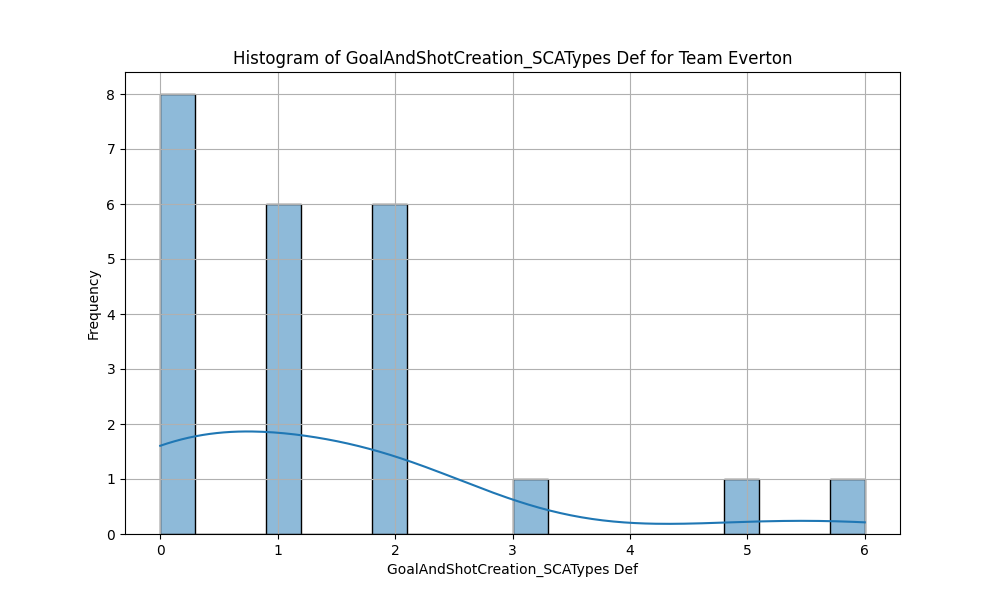 Histogram of GoalAndShotCreation_SCATypes Def for Team Everton
8
7
6
5
4
3
2
1
0
Frequency
0 1 2 3 4 5 6
GoalAndShotCreation_SCATypes Def